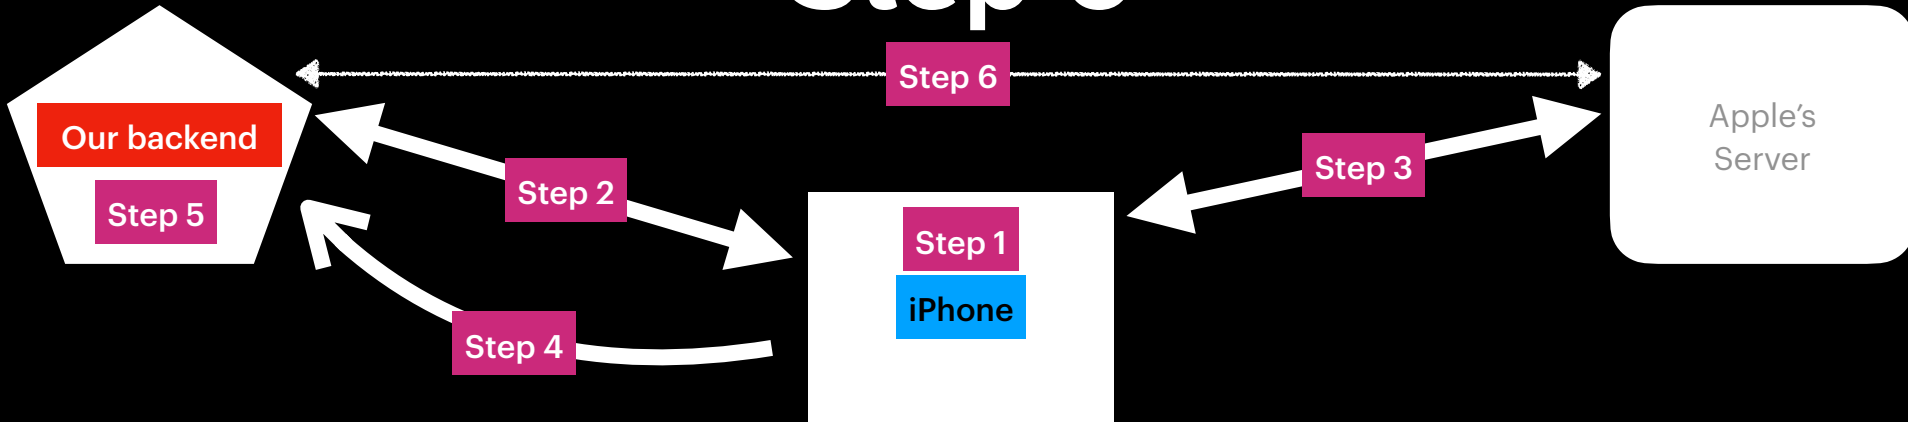 Step 6
Our backend
Step 5
Step 2
Step 4
Step 1
iPhone
Step 3
Apple's
Server